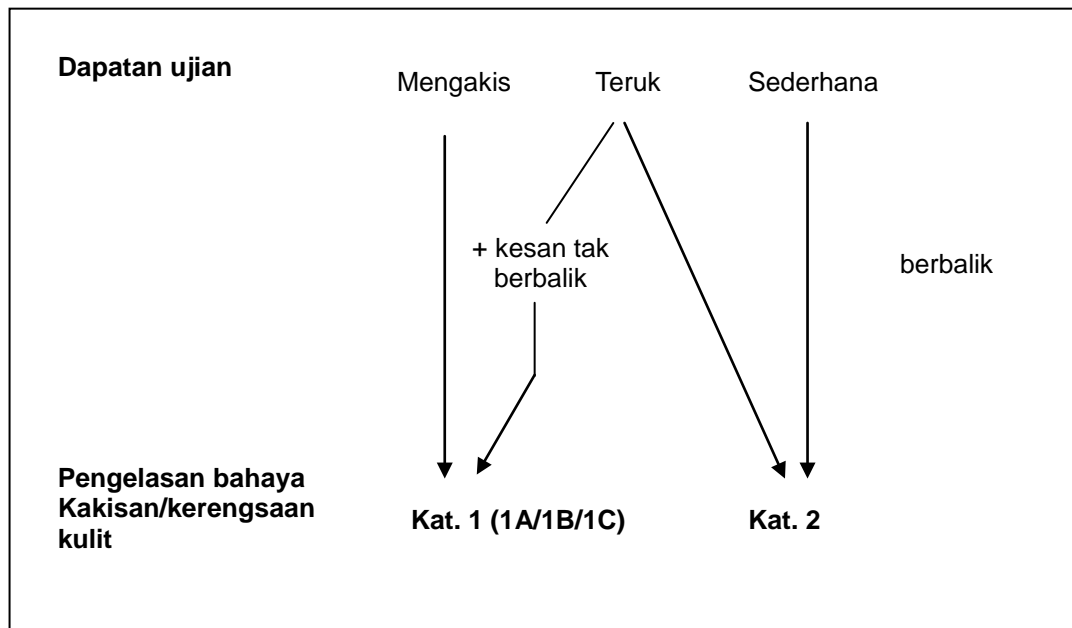 Dapatan ujian
Mengakis Teruk Sederhana
+ kesan tak
berbalik
berbalik
Pengelasan bahaya
Kakisan/kerengsaan
kulit
Kat. 1 (1A/1B/1C) Kat. 2